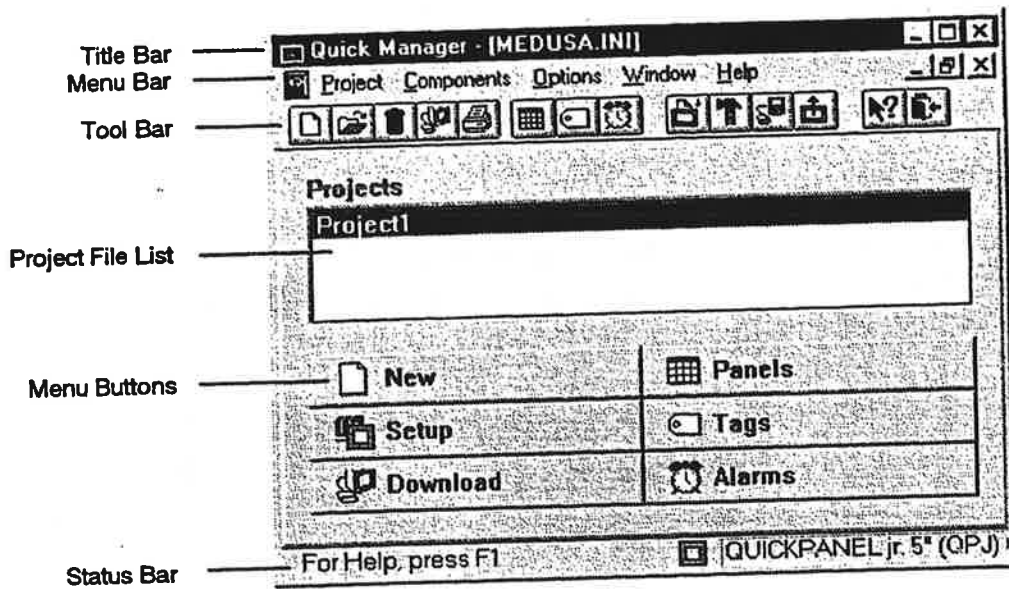 Title Bar
Quick Manager - [MEDUSA.INI]
Menu Bar
Project Components Options Window Help
Tool Bar
Projects
Project1
Project File List
Menu Buttons
New
Panels
Setup
Tags
Download
Alarms
Status Bar
For Help, press F1
QUICKPANEL jr. 5" (QPJ)